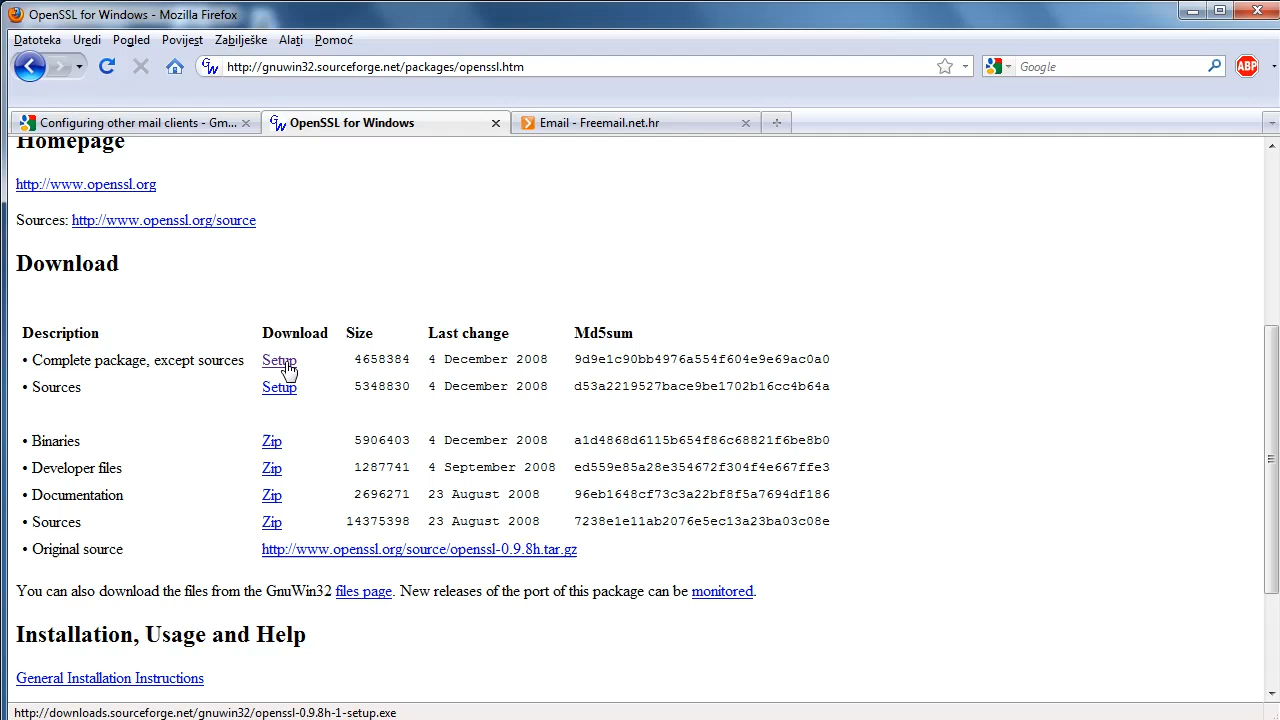 OpenSSL for Windows - Mozilla Firefox
Datoteka Uredi Pogled Povijest Zabilješke Alati Pomoć
http://gnuwin32.sourceforge.net/packages/openssl.htm Google ABP
Configuring other mail clients - Gm... OpenSSL for Windows Email - Freemail.net.hr
Homepage
http://www.openssl.org
Sources: http://www.openssl.org/source
Download
Description Download Size Last change Md5sum
• Complete package, except sources Setup 4658384 4 December 2008 9d9e1c90bb4976a554f604e9e69ac0a0
• Sources Setup 5348830 4 December 2008 d53a2219527bace9be1702b16cc4b64a
• Binaries Zip 5906403 4 December 2008 a1d4868d6115b654f86c68821f6be8b0
• Developer files Zip 1287741 4 September 2008 ed559e85a28e354672f304f4e667ffe3
• Documentation Zip 2696271 23 August 2008 96eb1648cf73c3a22bf8f5a7694df186
• Sources Zip 14375398 23 August 2008 7238e1e11ab2076e5ec13a23ba03c08e
• Original source http://www.openssl.org/source/openssl-0.9.8h.tar.gz
You can also download the files from the GnuWin32 files page. New releases of the port of this package can be monitored.
Installation, Usage and Help
General Installation Instructions
http://downloads.sourceforge.net/gnuwin32/openssl-0.9.8h-1-setup.exe